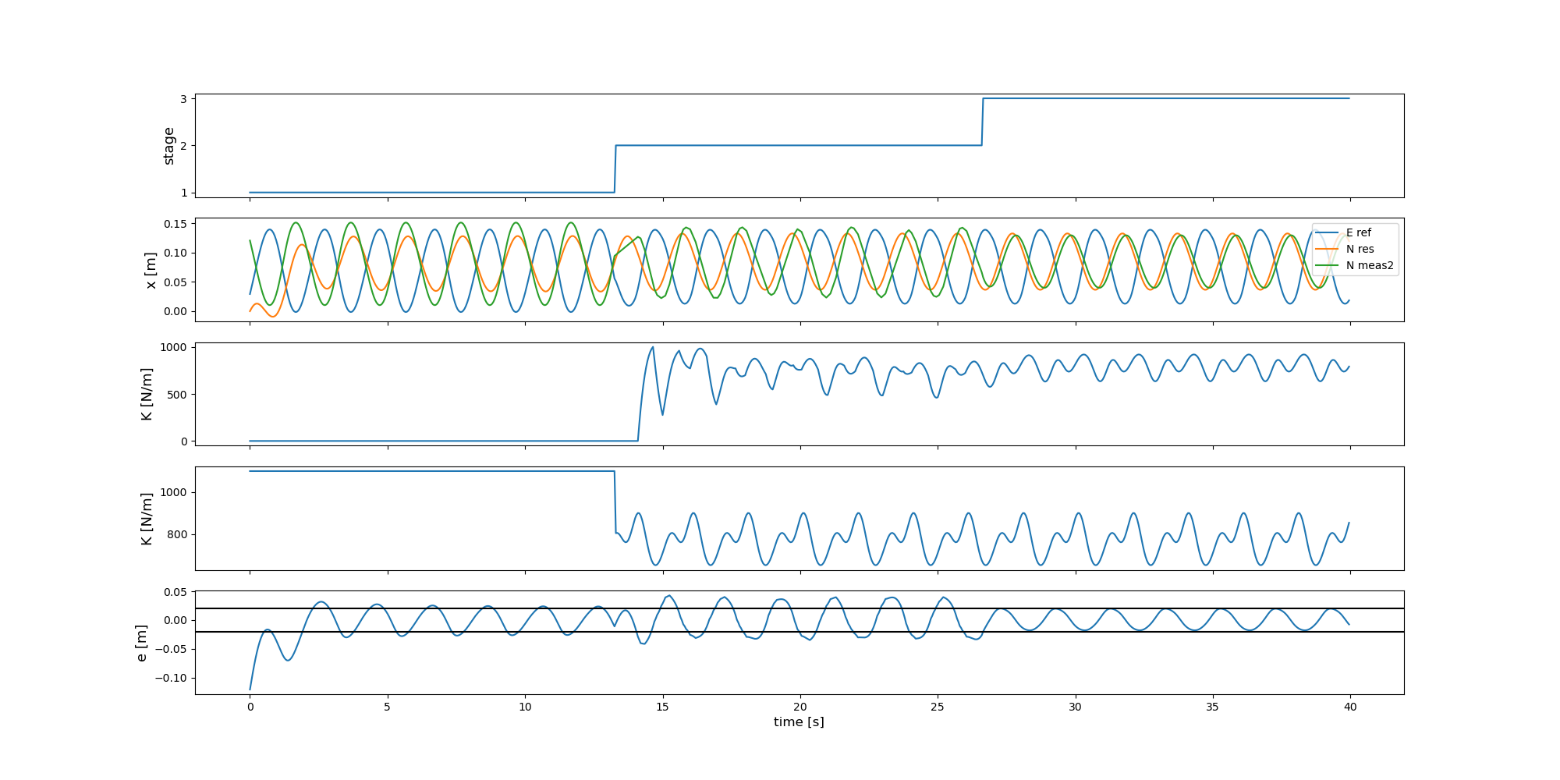 3
2
1
stage
0.15
0.10
0.05
0.00
x [m]
E ref
N res
N meas2
1000
500
0
K [N/m]
1000
800
K [N/m]
0.05
0.00
−0.05
−0.10
e [m]
0 5 10 15 20 25 30 35 40
time [s]